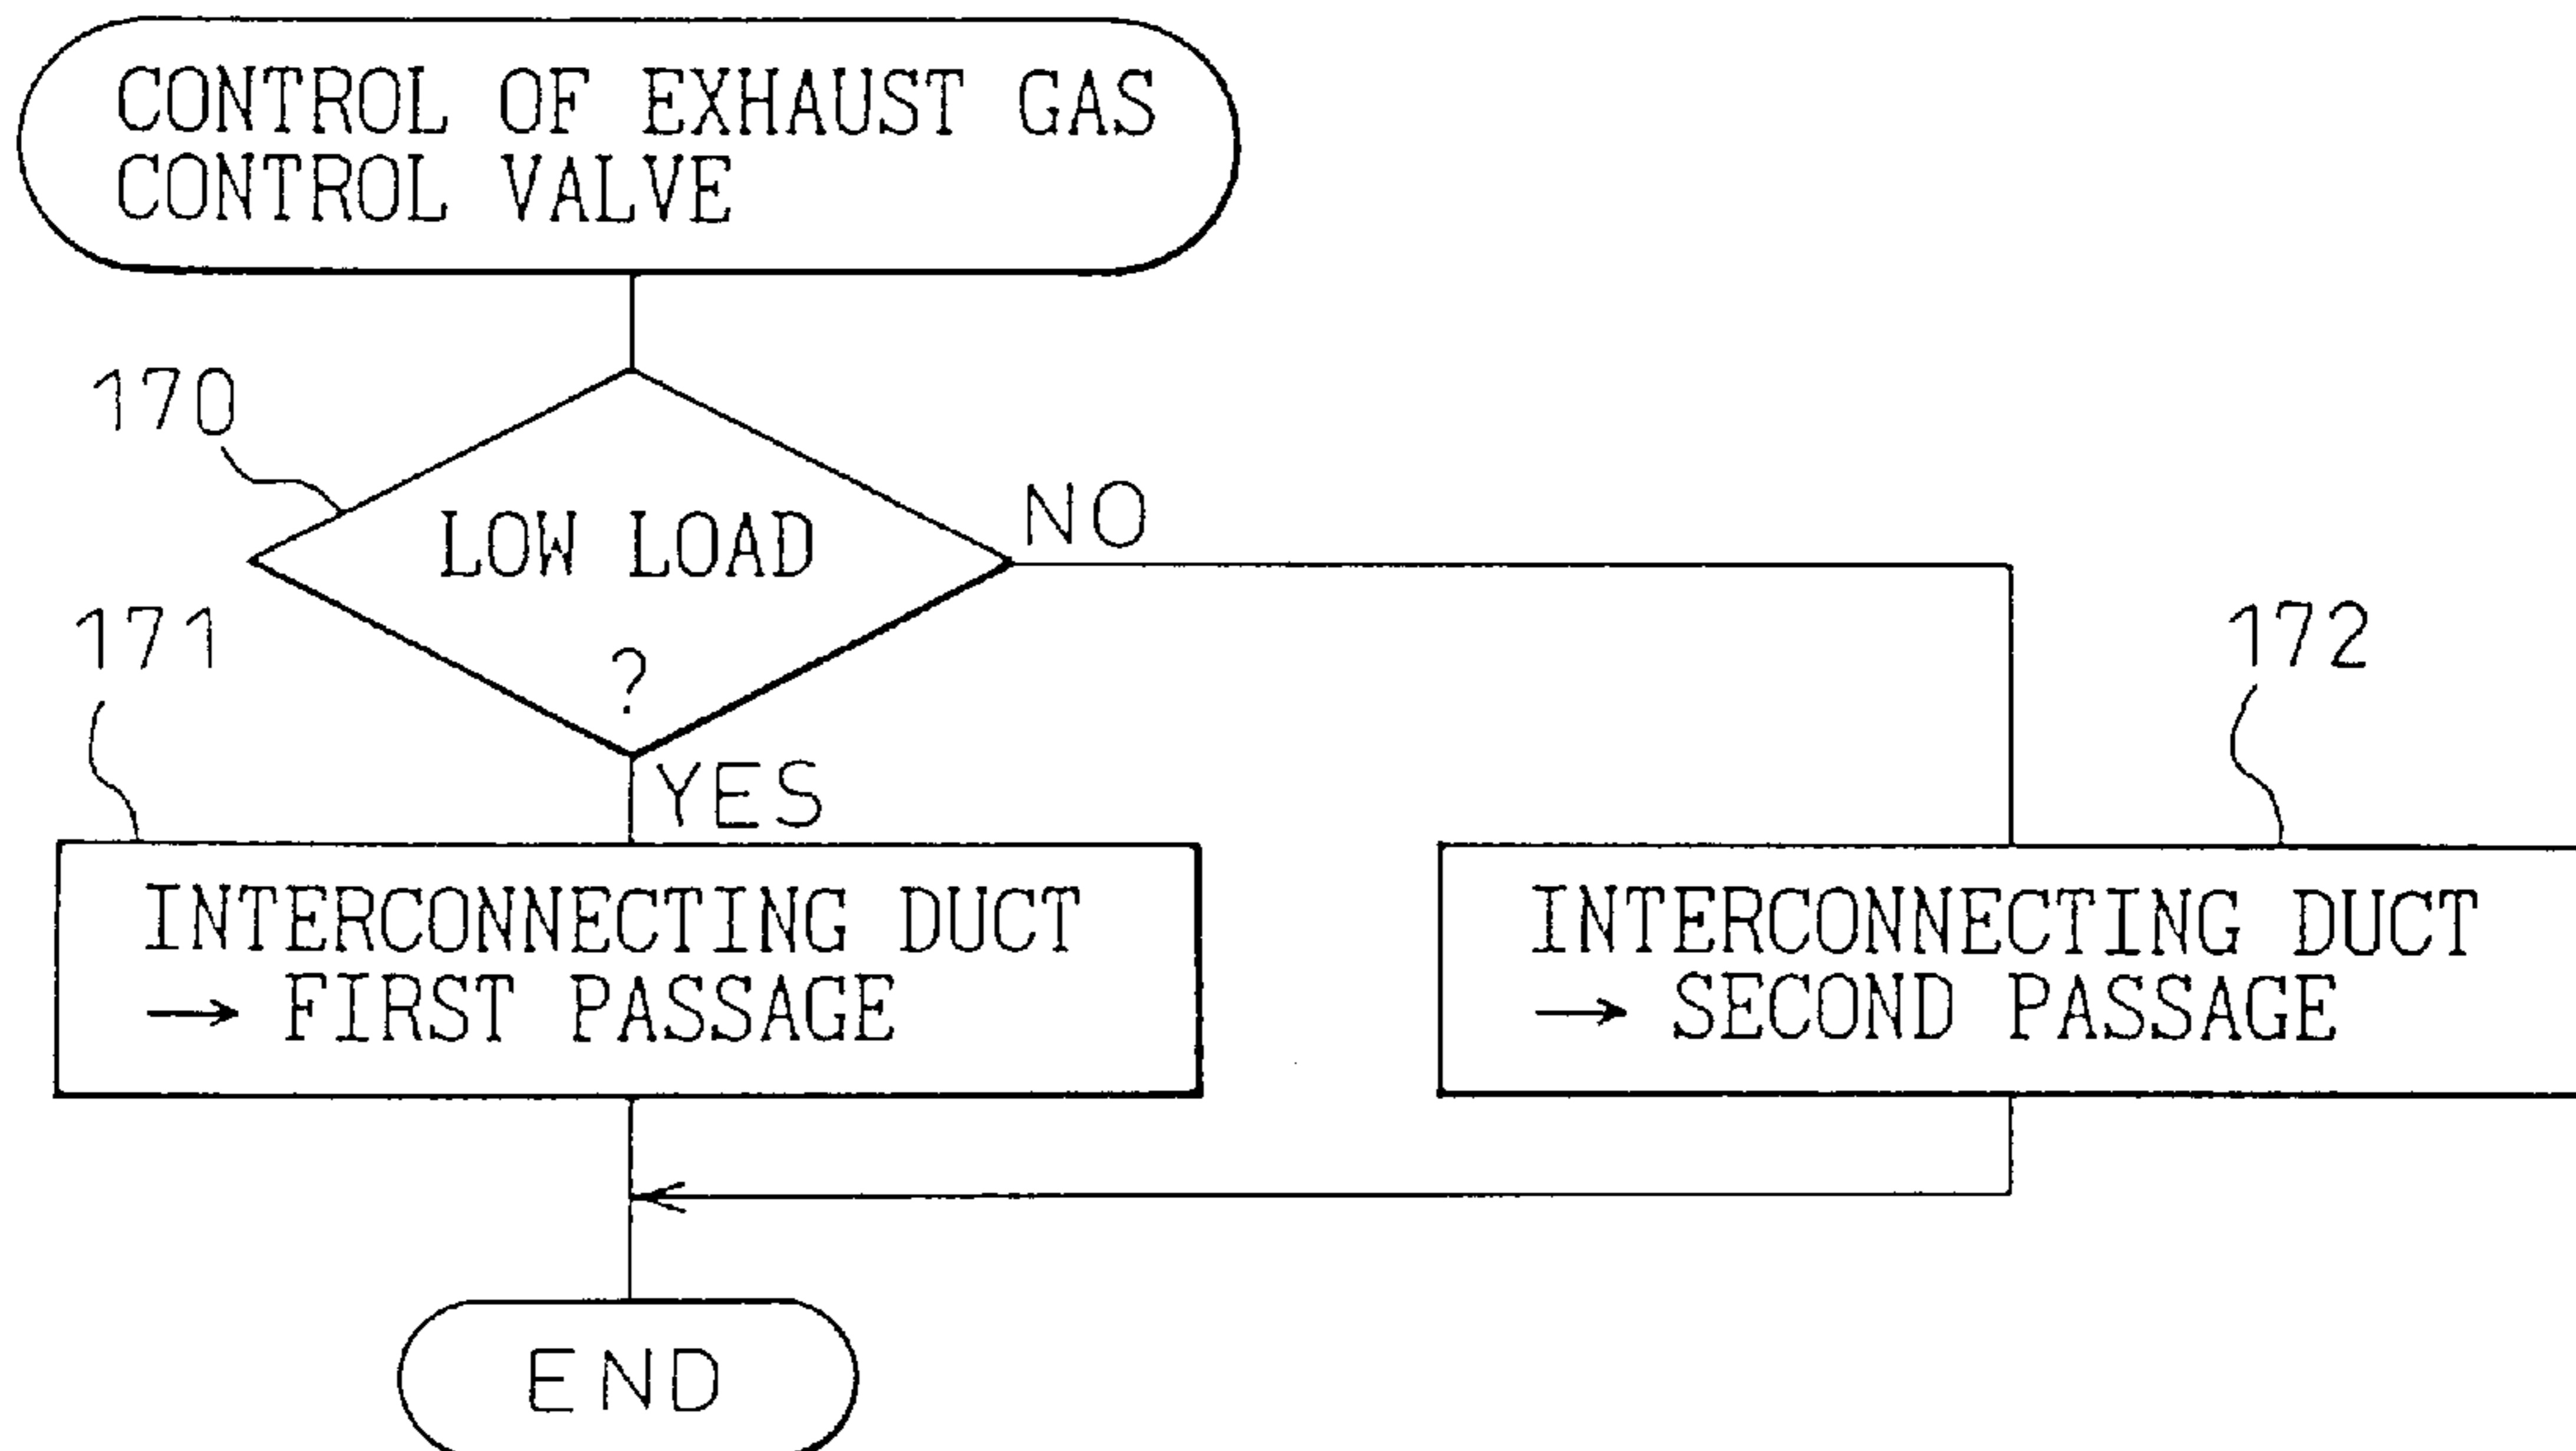 CONTROL OF EXHAUST GAS
CONTROL VALVE
170
LOW LOAD
?
NO
YES
171
INTERCONNECTING DUCT
→ FIRST PASSAGE
172
INTERCONNECTING DUCT
→ SECOND PASSAGE
END